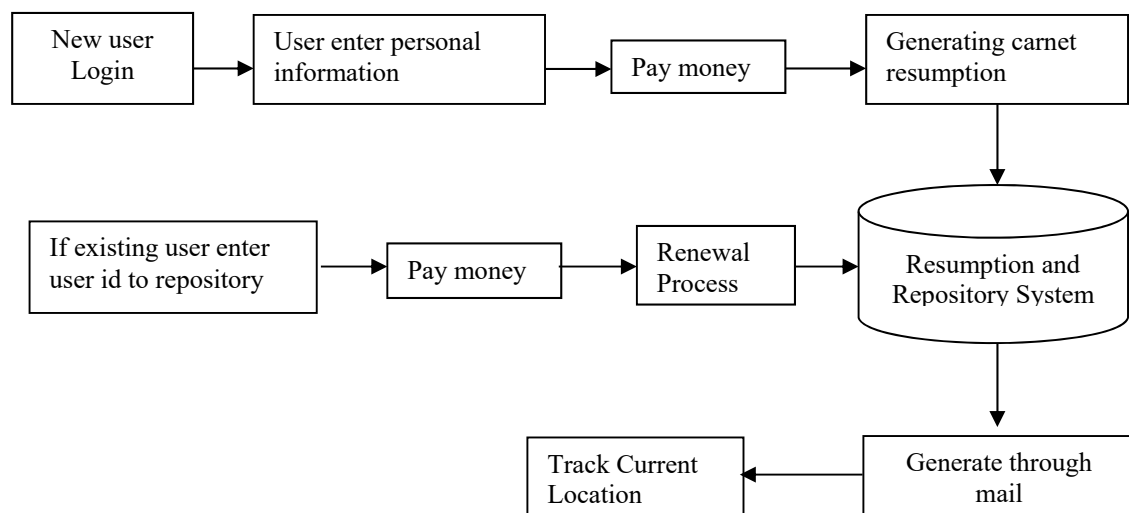 New user
Login
User enter personal
information
Pay money
Generating carnet
resumption
If existing user enter
user id to repository
Pay money
Renewal
Process
Resumption and
Repository System
Track Current
Location
Generate through
mail